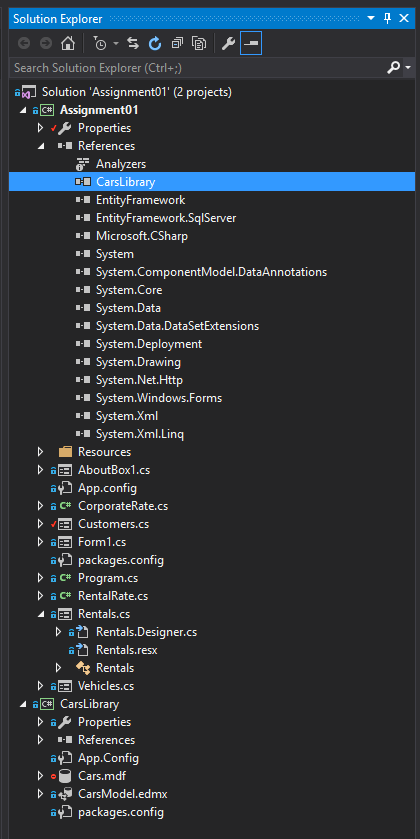 Solution Explorer
Search Solution Explorer (Ctrl+;)
Solution 'Assignment01' (2 projects)
C# Assignment01
Properties
References
Analyzers
CarsLibrary
EntityFramework
EntityFramework.SqlServer
Microsoft.CSharp
System
System.ComponentModel.DataAnnotations
System.Core
System.Data
System.Data.DataSetExtensions
System.Deployment
System.Drawing
System.Net.Http
System.Windows.Forms
System.Xml
System.Xml.Linq
Resources
AboutBox1.cs
App.config
C# CorporateRate.cs
Customers.cs
Form1.cs
packages.config
C# Program.cs
C# RentalRate.cs
Rentals.cs
Rentals.Designer.cs
Rentals.resx
Rentals
Vehicles.cs
C# CarsLibrary
Properties
References
App.Config
Cars.mdf
CarsModel.edmx
packages.config